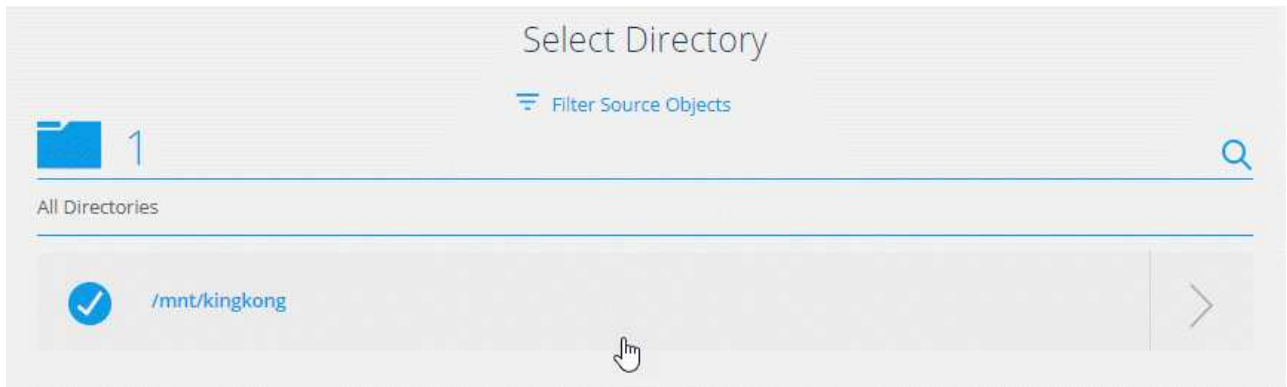 Select Directory
Filter Source Objects
1
All Directories
/mnt/kingkong